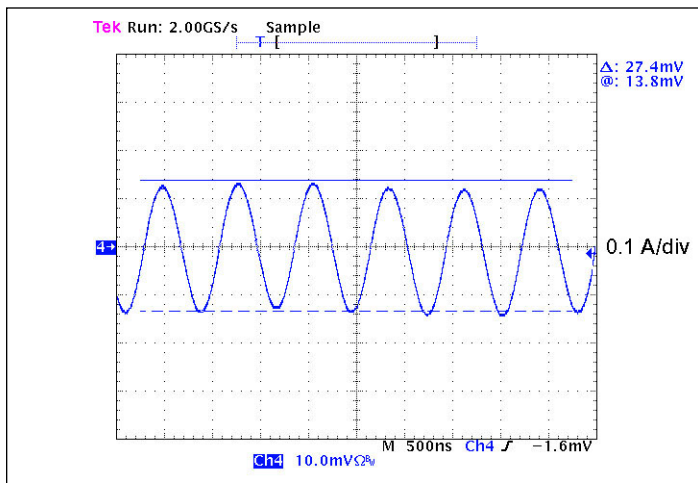 Tek Run: 2.00GS/s Sample
T
Δ: 27.4mV
@: 13.8mV
4
0.1 A/div
M 500ns Ch4 ∫ −1.6mV
Ch4 10.0mVΩBw